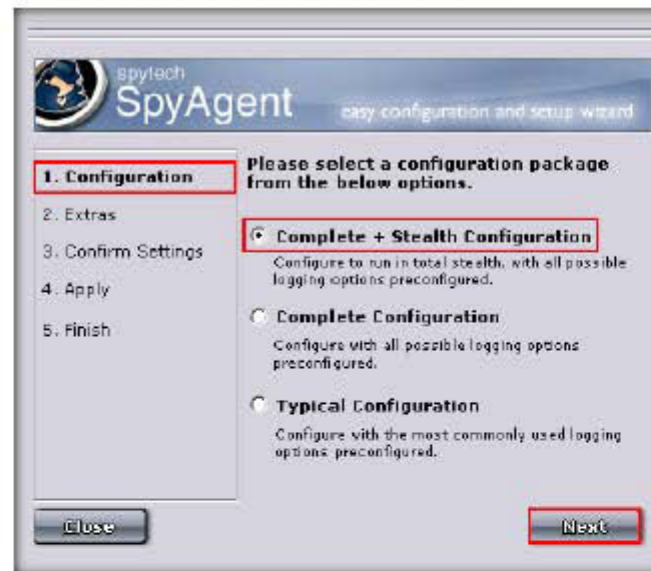 spytech
SpyAgent
easy configuration and setup wizard
1. Configuration
2. Extras
3. Confirm Settings
4. Apply
5. Finish
Please select a configuration package
from the below options.
Complete + Stealth Configuration
Configure to run in total stealth, with all possible
logging options preconfigured.
Complete Configuration
Configure with all possible logging options
preconfigured.
Typical Configuration
Configure with the most commonly used logging
options preconfigured.
Close
Next